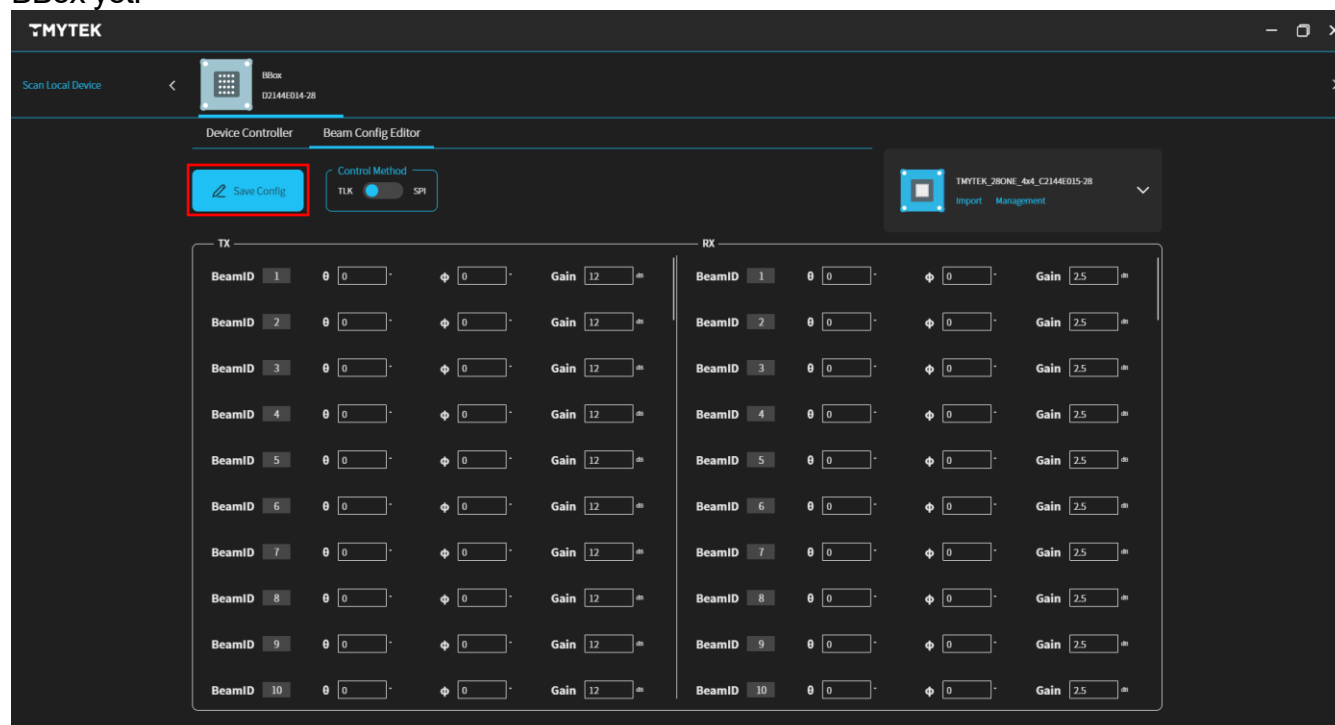 BBox yet.
TMYTEK
Scan Local Device
BBox
D2144E014-28
Device Controller Beam Config Editor
Save Config
Control Method
TLK SPI
TMYTEK_28ONE_4x4_C2144E015-28
Import Management
TX RX
BeamID 1 θ 0 ° ϕ 0 ° Gain 12 dB BeamID 1 θ 0 ° ϕ 0 ° Gain 2.5 dB
BeamID 2 θ 0 ° ϕ 0 ° Gain 12 dB BeamID 2 θ 0 ° ϕ 0 ° Gain 2.5 dB
BeamID 3 θ 0 ° ϕ 0 ° Gain 12 dB BeamID 3 θ 0 ° ϕ 0 ° Gain 2.5 dB
BeamID 4 θ 0 ° ϕ 0 ° Gain 12 dB BeamID 4 θ 0 ° ϕ 0 ° Gain 2.5 dB
BeamID 5 θ 0 ° ϕ 0 ° Gain 12 dB BeamID 5 θ 0 ° ϕ 0 ° Gain 2.5 dB
BeamID 6 θ 0 ° ϕ 0 ° Gain 12 dB BeamID 6 θ 0 ° ϕ 0 ° Gain 2.5 dB
BeamID 7 θ 0 ° ϕ 0 ° Gain 12 dB BeamID 7 θ 0 ° ϕ 0 ° Gain 2.5 dB
BeamID 8 θ 0 ° ϕ 0 ° Gain 12 dB BeamID 8 θ 0 ° ϕ 0 ° Gain 2.5 dB
BeamID 9 θ 0 ° ϕ 0 ° Gain 12 dB BeamID 9 θ 0 ° ϕ 0 ° Gain 2.5 dB
BeamID 10 θ 0 ° ϕ 0 ° Gain 12 dB BeamID 10 θ 0 ° ϕ 0 ° Gain 2.5 dB